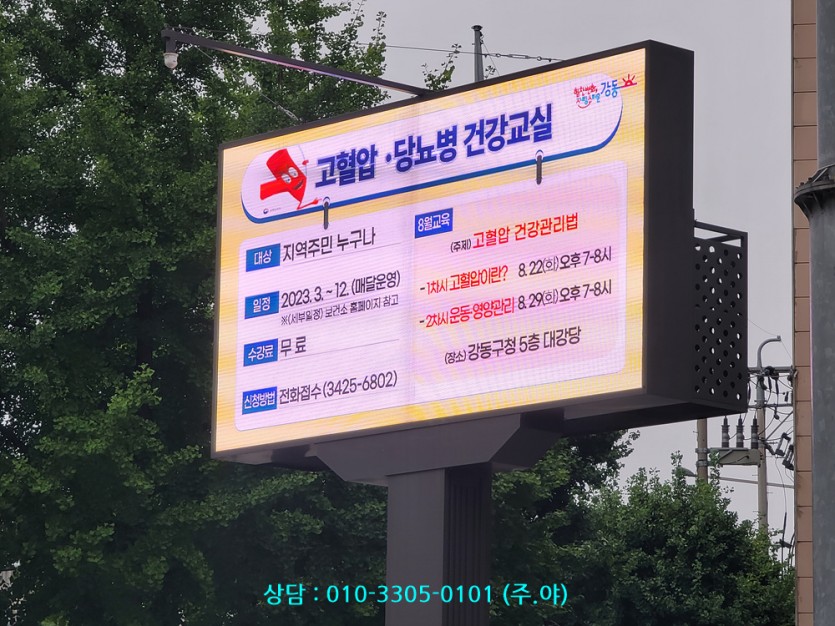 강동
고혈압 · 당뇨병 건강교실
대상 지역주민 누구나
일정 2023. 3. ~ 12. (매달운영)
※(세부일정) 보건소 홈페이지 참고
수강료 무 료
신청방법 전화접수 (3425-6802)
8월교육
(주제) 고혈압 건강관리법
- 1차시 고혈압이란? 8. 22(화) 오후 7-8시
- 2차시 운동·영양관리 8. 29(화) 오후 7-8시
(장소) 강동구청 5층 대강당
상담 : 010-3305-0101 (주.야)